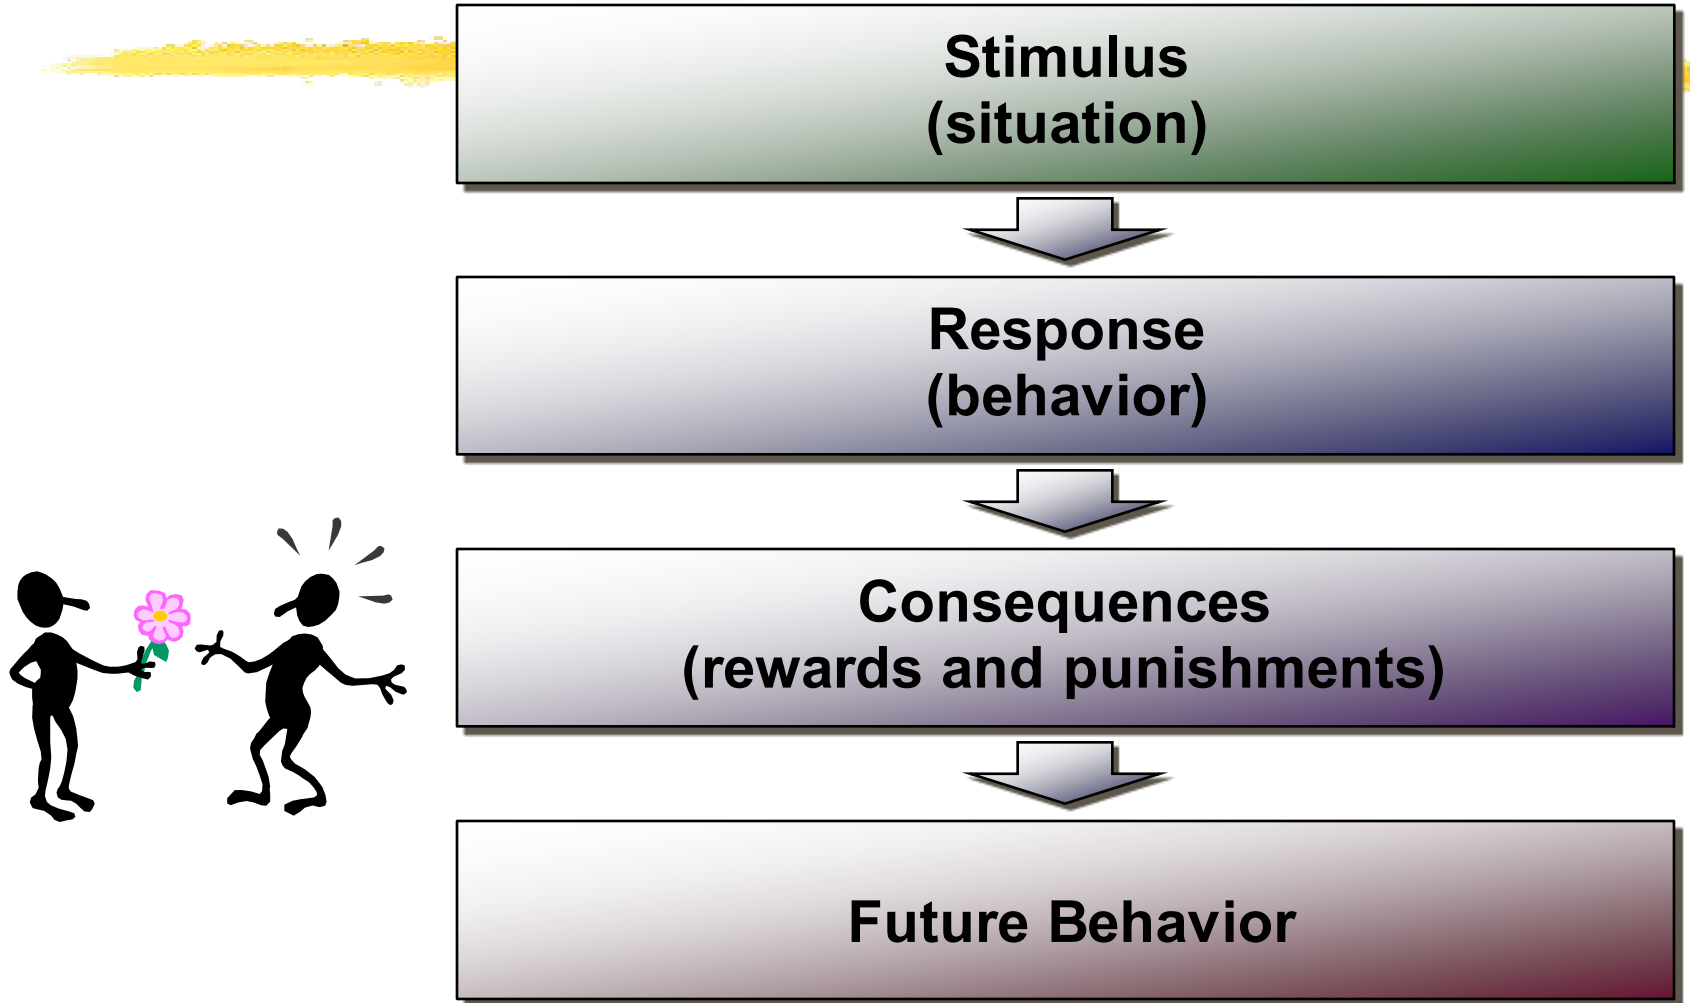 Stimulus
(situation)
Response
(behavior)
Consequences
(rewards and punishments)
Future Behavior